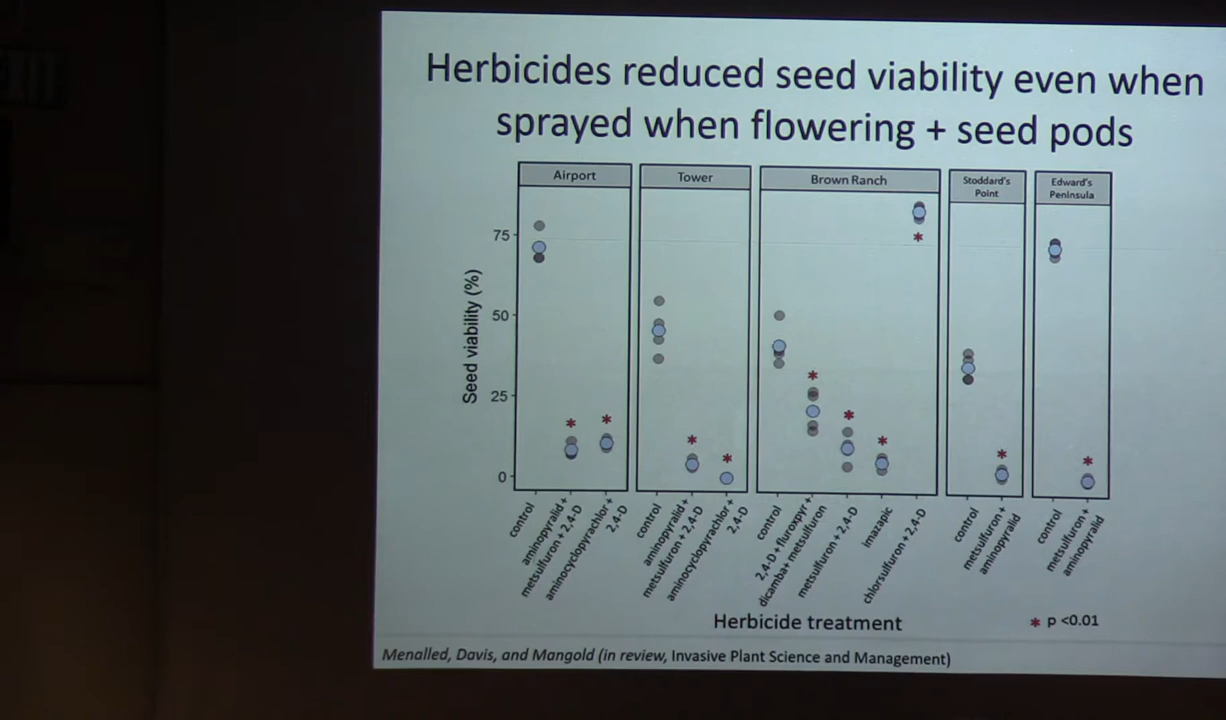 Herbicides reduced seed viability even when
sprayed when flowering + seed pods
Airport
Tower
Brown Ranch
Stoddard's
Point
Edward's
Peninsula
Seed viability (%)
75
50
25
0
*
*
*
*
*
*
*
*
*
*
control
aminopyralid +
metsulfuron + 2,4-D
aminocyclopyrachlor +
2,4-D
control
aminopyralid +
metsulfuron + 2,4-D
aminocyclopyrachlor +
2,4-D
control
2,4-D + fluroxpyr +
dicamba+ metsulfuron
metsulfuron + 2,4-D
imazapic
chlorsulfuron + 2,4-D
control
metsulfuron +
aminopyralid
control
metsulfuron +
aminopyralid
Herbicide treatment
* p <0.01
Menalled, Davis, and Mangold (in review, Invasive Plant Science and Management)